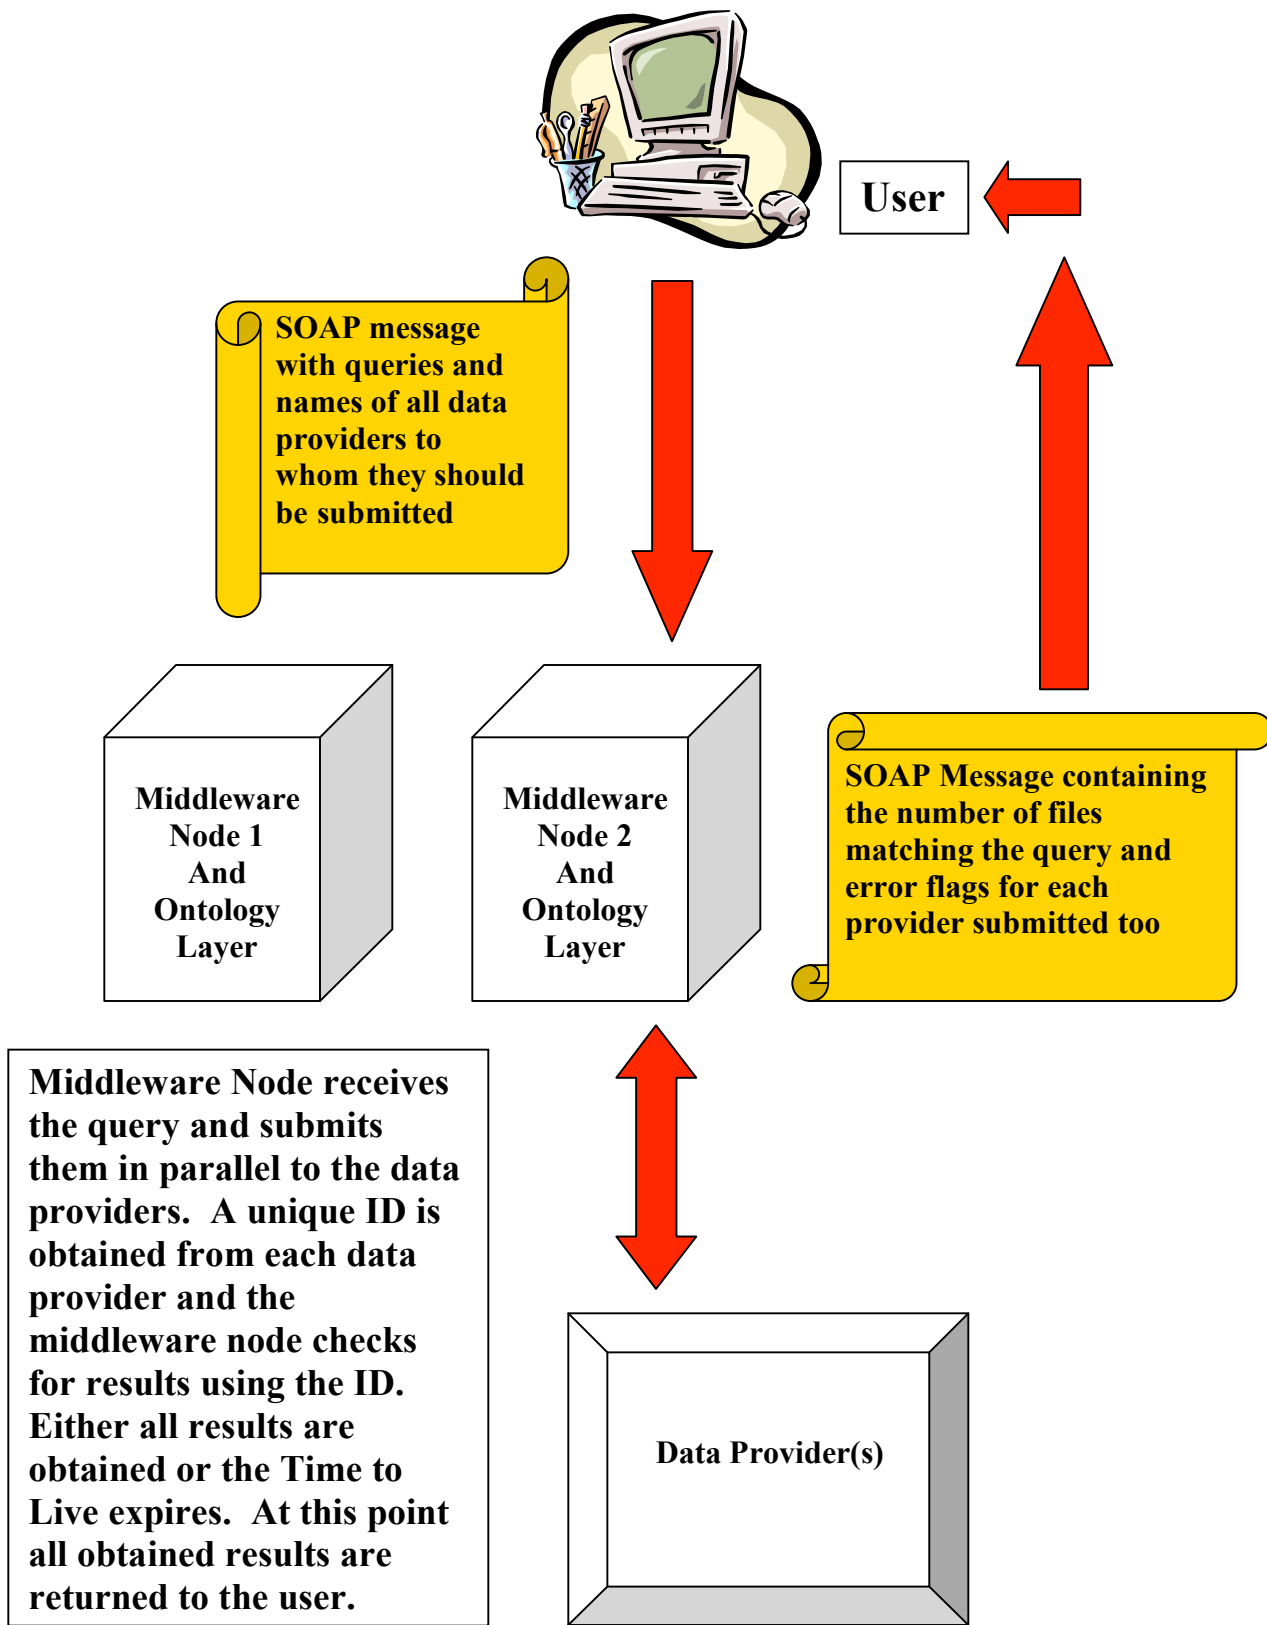 User
SOAP message
with queries and
names of all data
providers to
whom they should
be submitted
Middleware
Node 1
And
Ontology
Layer
Middleware
Node 2
And
Ontology
Layer
SOAP Message containing
the number of files
matching the query and
error flags for each
provider submitted too
Middleware Node receives
the query and submits
them in parallel to the data
providers.  A unique ID is
obtained from each data
provider and the
middleware node checks
for results using the ID.
Either all results are
obtained or the Time to
Live expires.  At this point
all obtained results are
returned to the user.
Data Provider(s)